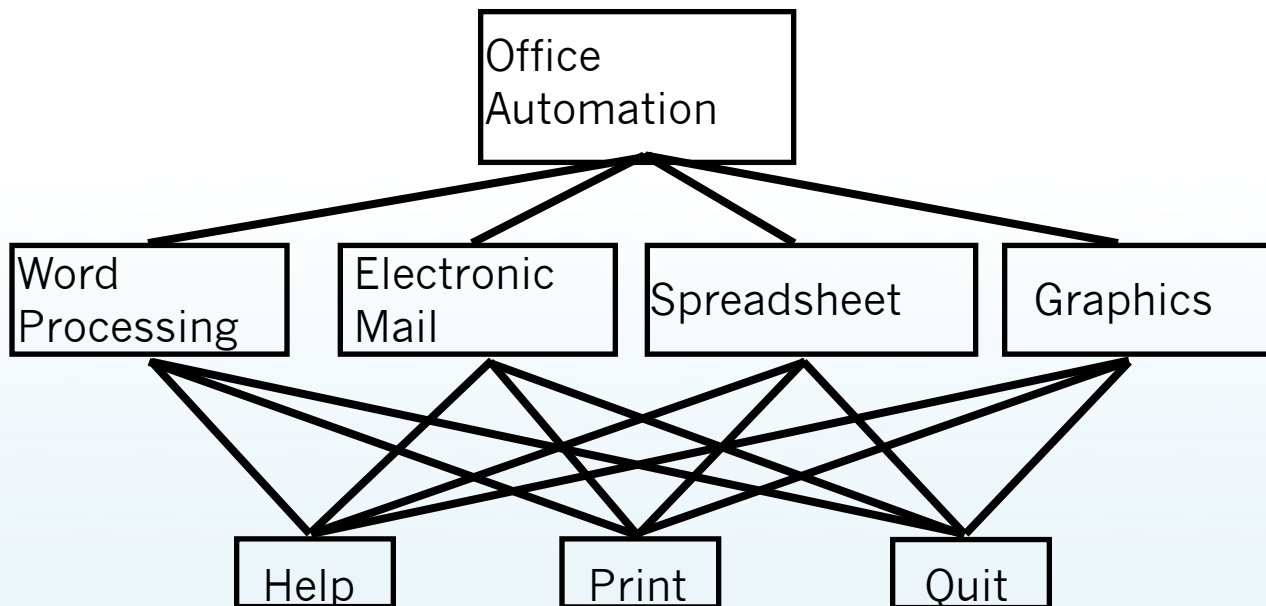 Office
Automation
Word
Processing
Electronic
Mail
Spreadsheet
Graphics
Help
Print
Quit